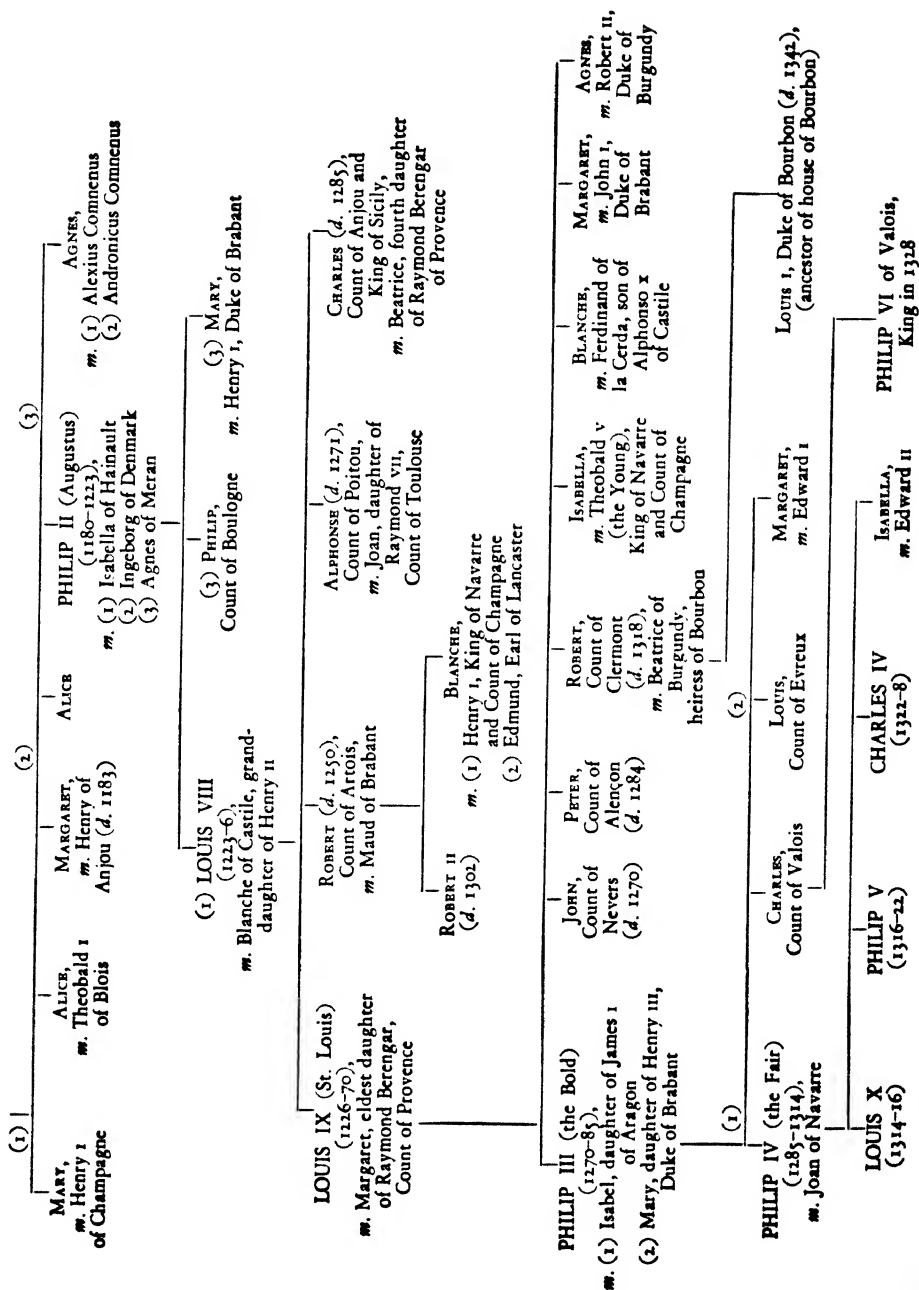 (1)
(2)
(3)
MARY,
m. Henry I
of Champagne
ALICE,
m. Theobald I
of Blois
MARGARET,
m. Henry of
Anjou (d. 1183)
ALICE
PHILIP II (Augustus)
(1180–1223),
m. (1) Isabella of Hainault
(2) Ingeborg of Denmark
(3) Agnes of Meran
AGNES,
m. (1) Alexius Comnenus
(2) Andronicus Comnenus
(1) LOUIS VIII
(1223–6),
m. Blanche of Castile, grand-
daughter of Henry II
(3) PHILIP,
Count of Boulogne
(3) MARY,
m. Henry I, Duke of Brabant
LOUIS IX (St. Louis)
(1226–70),
m. Margaret, eldest daughter
of Raymond Berengar,
Count of Provence
ROBERT (d. 1250),
Count of Artois,
m. Maud of Brabant
ALPHONSE (d. 1271),
Count of Poitou,
m. Joan, daughter of
Raymond VII,
Count of Toulouse
CHARLES (d. 1285),
Count of Anjou and
King of Sicily,
m. Beatrice, fourth daughter
of Raymond Berengar
of Provence
ROBERT II
(d. 1302)
BLANCHE,
m. (1) Henry I, King of Navarre
and Count of Champagne
(2) Edmund, Earl of Lancaster
PHILIP III (the Bold)
(1270–85),
m. (1) Isabel, daughter of James I
of Aragon
(2) Mary, daughter of Henry III,
Duke of Brabant
JOHN,
Count of
Nevers
(d. 1270)
PETER,
Count of
Alençon
(d. 1284)
ROBERT,
Count of
Clermont
(d. 1318),
m. Beatrice of
Burgundy,
heiress of Bourbon
ISABELLA,
m. Theobald V
(the Young),
King of Navarre
and Count of
Champagne
BLANCHE,
m. Ferdinand of
la Cerda, son of
Alphonso X
of Castile
MARGARET,
m. John I,
Duke of
Brabant
AGNES,
m. Robert II,
Duke of
Burgundy
(1)
(2)
PHILIP IV (the Fair)
(1285–1314),
m. Joan of Navarre
CHARLES,
Count of Valois
LOUIS,
Count of Evreux
MARGARET,
m. Edward I
LOUIS I, Duke of Bourbon (d. 1342),
(ancestor of house of Bourbon)
LOUIS X
(1314–16)
PHILIP V
(1316–22)
CHARLES IV
(1322–8)
ISABELLA,
m. Edward II
PHILIP VI of Valois,
King in 1328